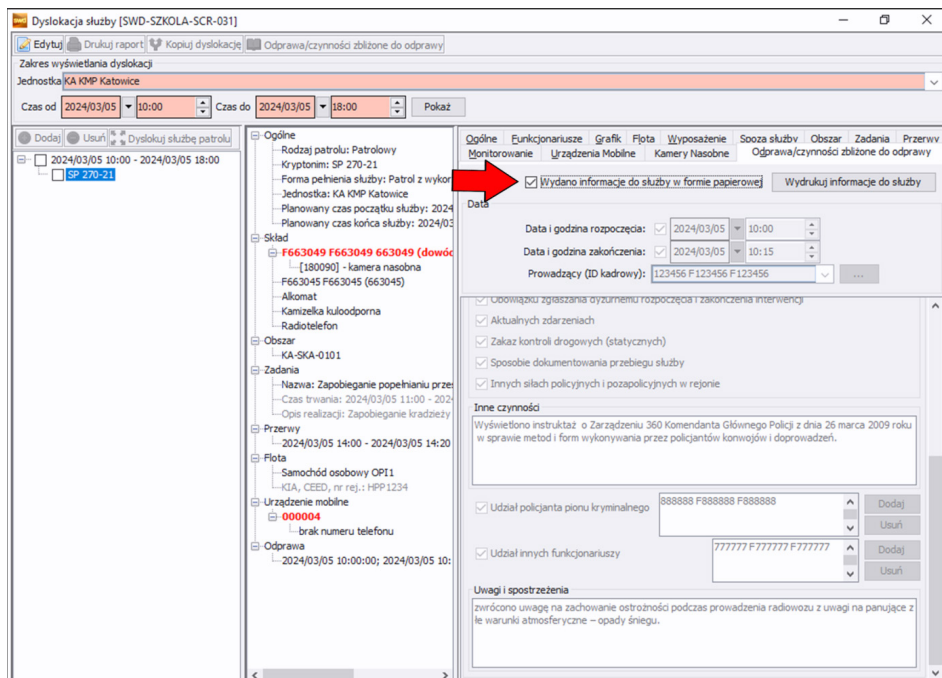 Dyslokacja służby [SWD-SZKOLA-SCR-031]
Edytuj Drukuj raport Kopiuj dyslokację Odprawa/czynności zbliżone do odprawy
Zakres wyświetlania dyslokacji
Jednostka KA KMP Katowice
Czas od 2024/03/05 10:00 Czas do 2024/03/05 18:00 Pokaż
Dodaj Usuń Dyslokuj służbę patrolu
2024/03/05 10:00 - 2024/03/05 18:00
SP 270-21
Ogólne
Rodzaj patrolu: Patrolowy
Kryptonim: SP 270-21
Forma pełnienia służby: Patrol z wykor
Jednostka: KA KMP Katowice
Planowany czas początku służby: 2024
Planowany czas końca służby: 2024/03
Skład
F663049 F663049 663049 (dowóc
[180090] - kamera nasobna
F663045 F663045 (663045)
Alkomat
Kamizelka kuloodporna
Radiotelefon
Obszar
KA-SKA-0101
Zadania
Nazwa: Zapobieganie popełnianiu przes
Czas trwania: 2024/03/05 11:00 - 202
Opis realizacji: Zapobieganie kradzieży
Przerwy
2024/03/05 14:00 - 2024/03/05 14:20
Flota
Samochód osobowy OPI1
KIA, CEED, nr rej.: HPP1234
Urządzenie mobilne
000004
brak numeru telefonu
Odprawa
2024/03/05 10:00:00; 2024/03/05 10:
Ogólne Funkcjonariusze Grafik Flota Wyposażenie Sposa służby Obszar Zadania Przerwy
Monitorowanie Urządzenia Mobilne Kamery Nasobne Odprawa/czynności zbliżone do odprawy
Wydano informacje do służby w formie papierowej Wydrukuj informacje do służby
Data
Data i godzina rozpoczęcia: 2024/03/05 10:00
Data i godzina zakończenia: 2024/03/05 10:15
Prowadzący (ID kadrowy): 123456 F123456 F123456 ...
Obowiązku zgłaszania dyżurnemu rozpoczęcia i zakończenia interwencji
Aktualnych zdarzeniach
Zakaz kontroli drogowych (statycznych)
Sposobie dokumentowania przebiegu służby
Innych siłach policyjnych i pozapolicyjnych w rejonie
Inne czynności
Wyświetlono instruktaż o Zarządzeniu 360 Komendanta Głównego Policji z dnia 26 marca 2009 roku
w sprawie metod i form wykonywania przez policjantów konwojów i doprowadzeń.
Udział policjanta pionu kryminalnego 888888 F888888 F888888 Dodaj
Usuń
Udział innych funkcjonariuszy 777777 F777777 F777777 Dodaj
Usuń
Uwagi i spostrzeżenia
zwrócono uwagę na zachowanie ostrożności podczas prowadzenia radiowozu z uwagi na panujące z
łe warunki atmosferyczne – opady śniegu.